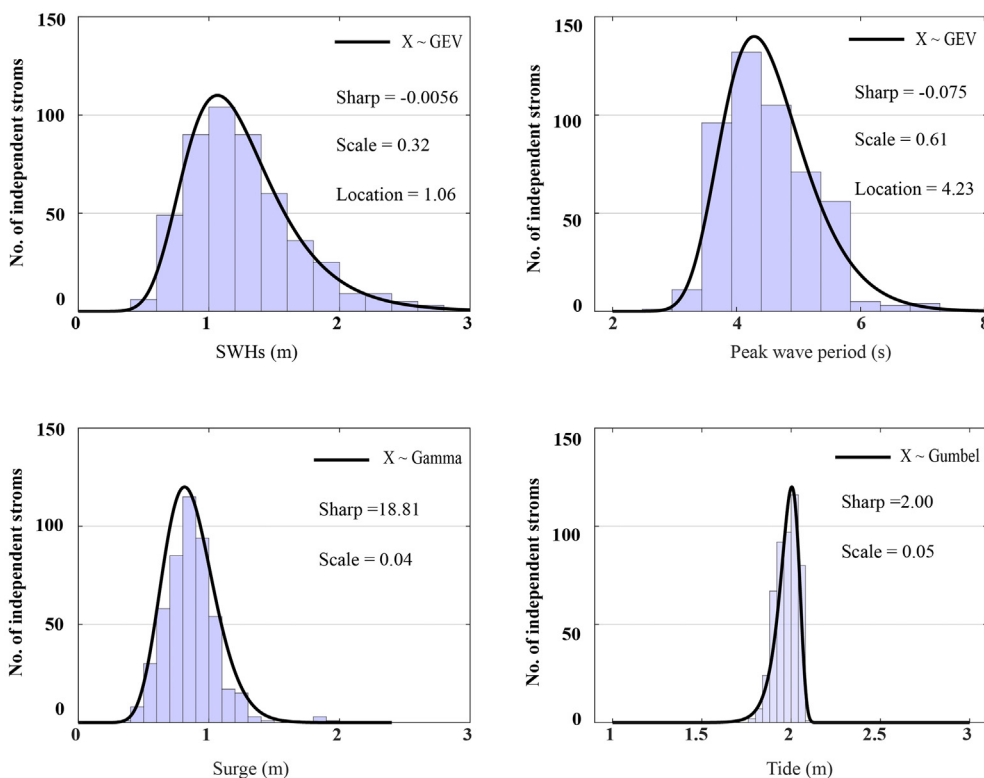 150
100
50
0
No. of independent stroms
X ~ GEV
Sharp = -0.0056
Scale = 0.32
Location = 1.06
0
1
2
3
SWHs (m)
150
100
50
0
No. of independent stroms
X ~ GEV
Sharp = -0.075
Scale = 0.61
Location = 4.23
2
4
6
8
Peak wave period (s)
150
100
50
0
No. of independent stroms
X ~ Gamma
Sharp =18.81
Scale = 0.04
0
1
2
3
Surge (m)
150
100
50
0
No. of independent stroms
X ~ Gumbel
Sharp =2.00
Scale = 0.05
1
1.5
2
2.5
3
Tide (m)